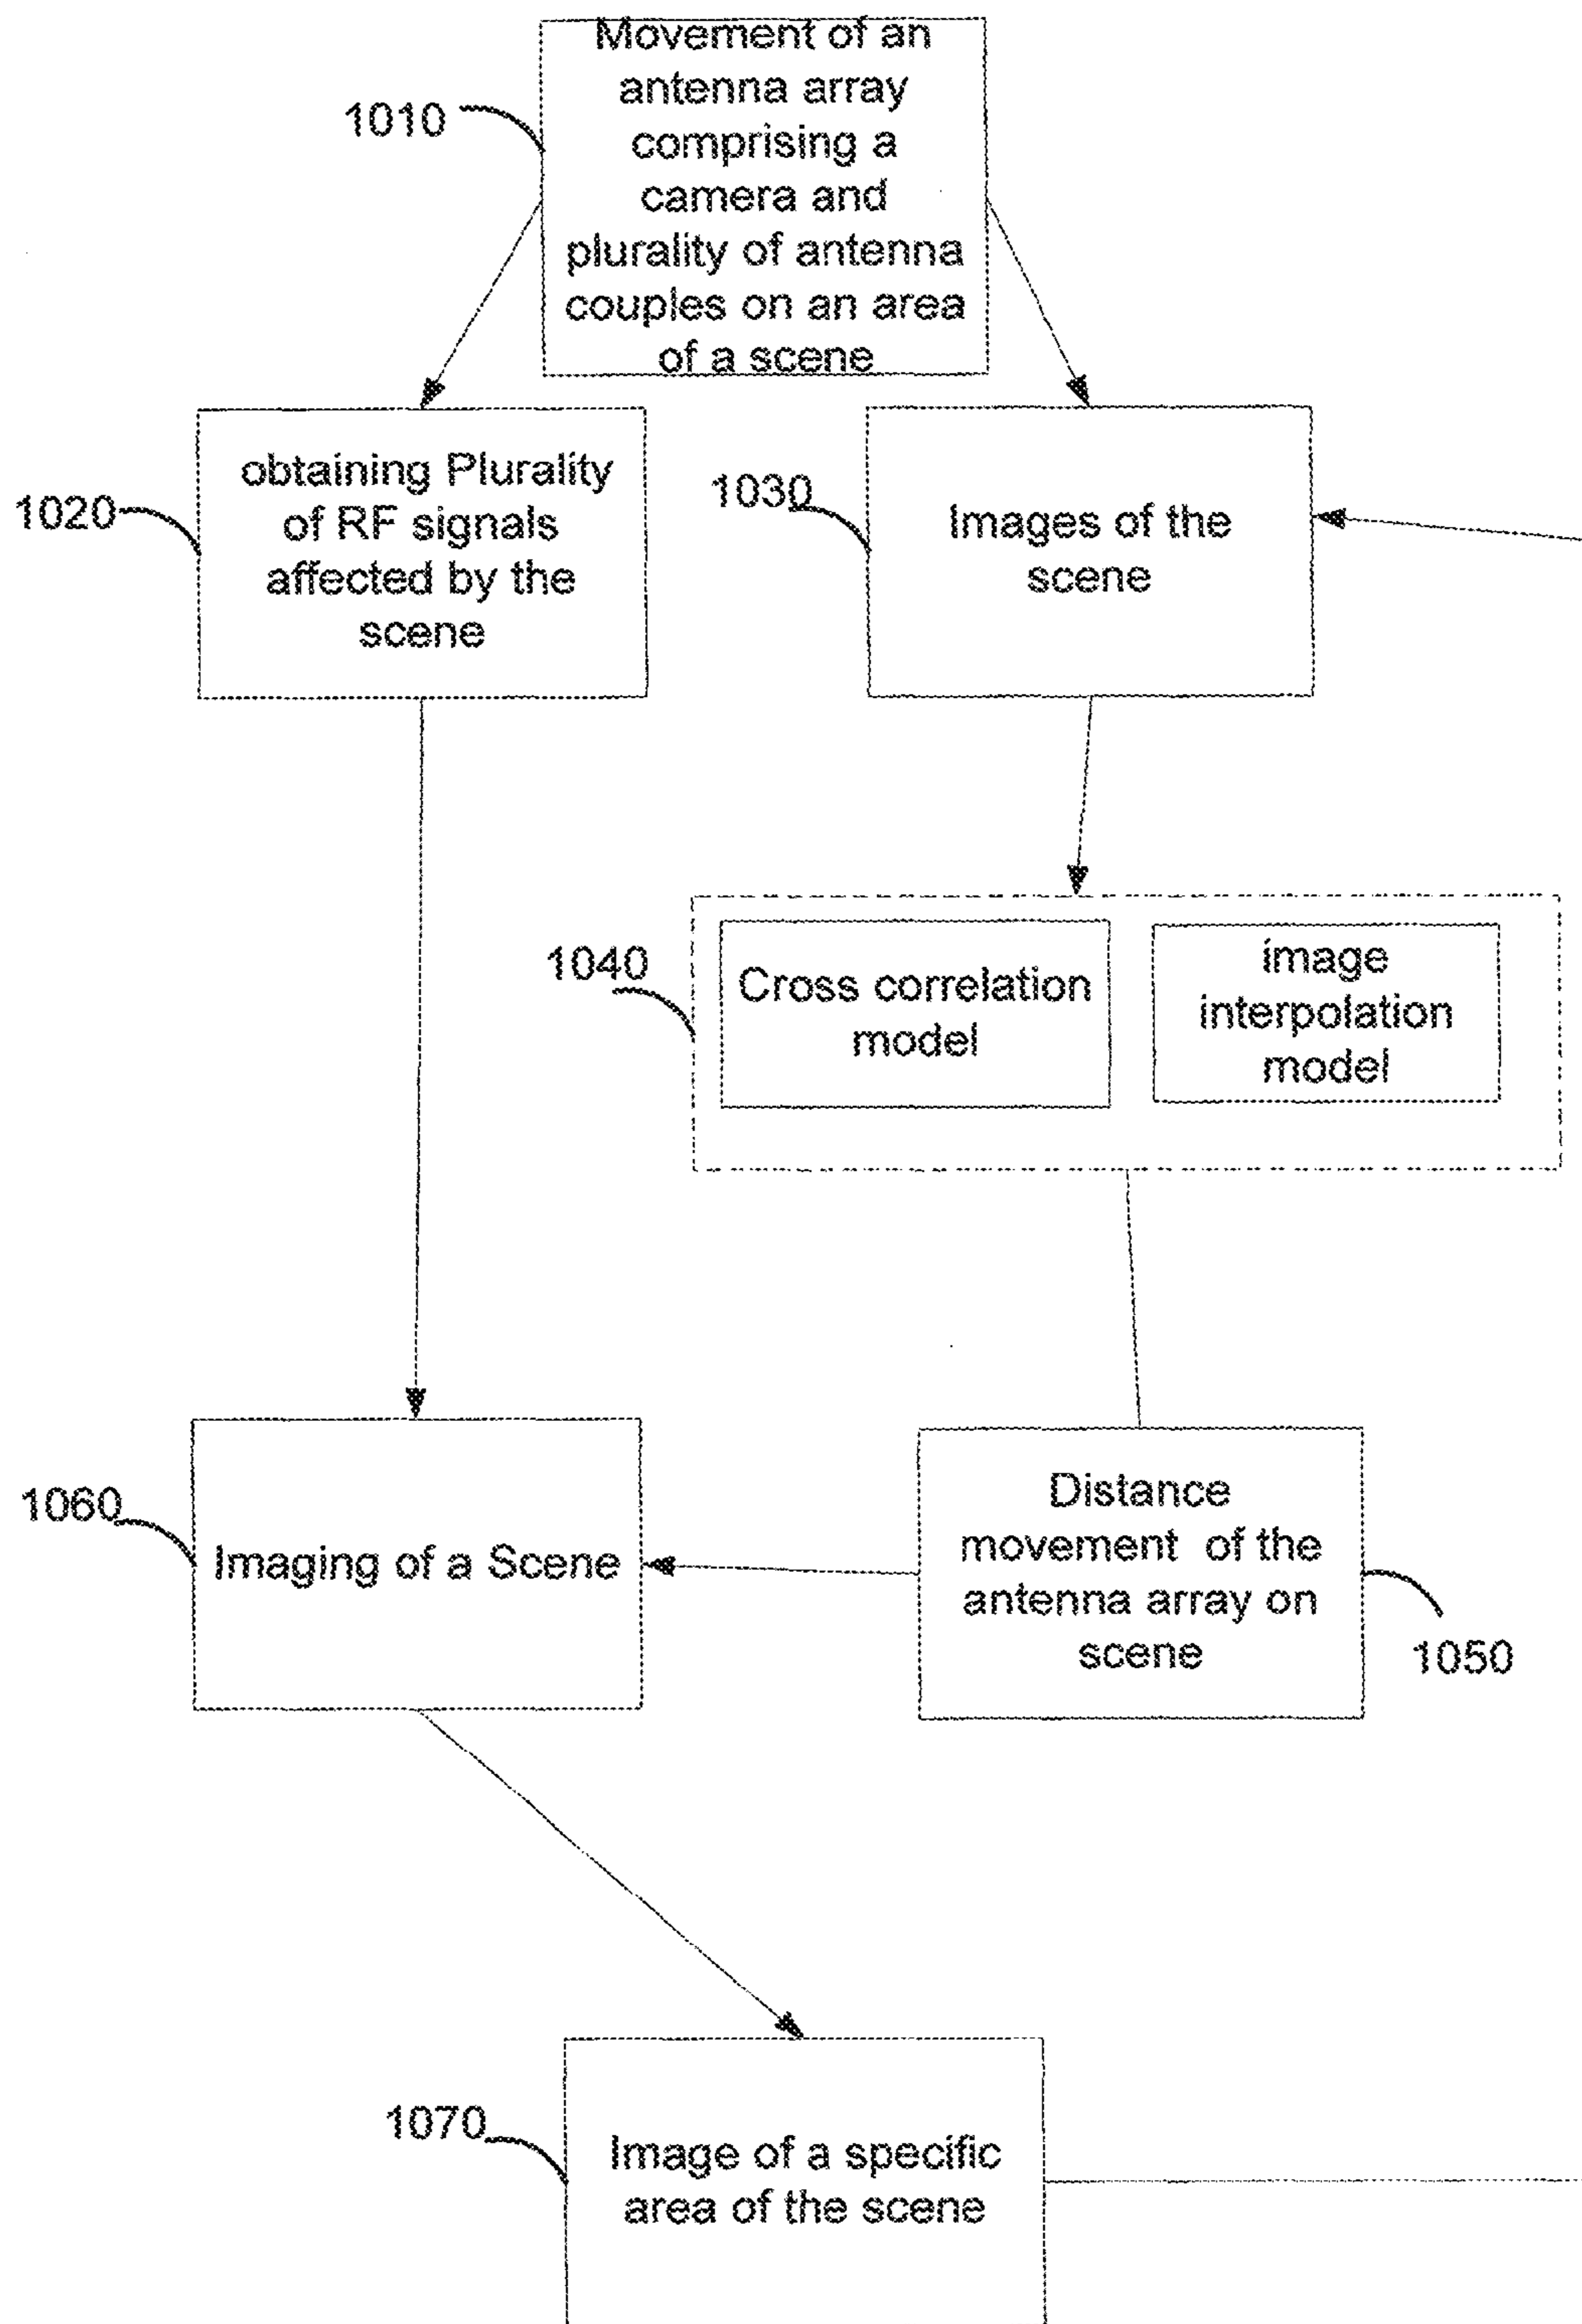 Movement of an
antenna array
comprising a
camera and
plurality of antenna
couples on an area
of a scene
1010
obtaining Plurality
of RF signals
affected by the
scene
1020
Images of the
scene
1030
Cross correlation
model
image
interpolation
model
1040
Distance
movement of the
antenna array on
scene
1050
Imaging of a Scene
1060
Image of a specific
area of the scene
1070